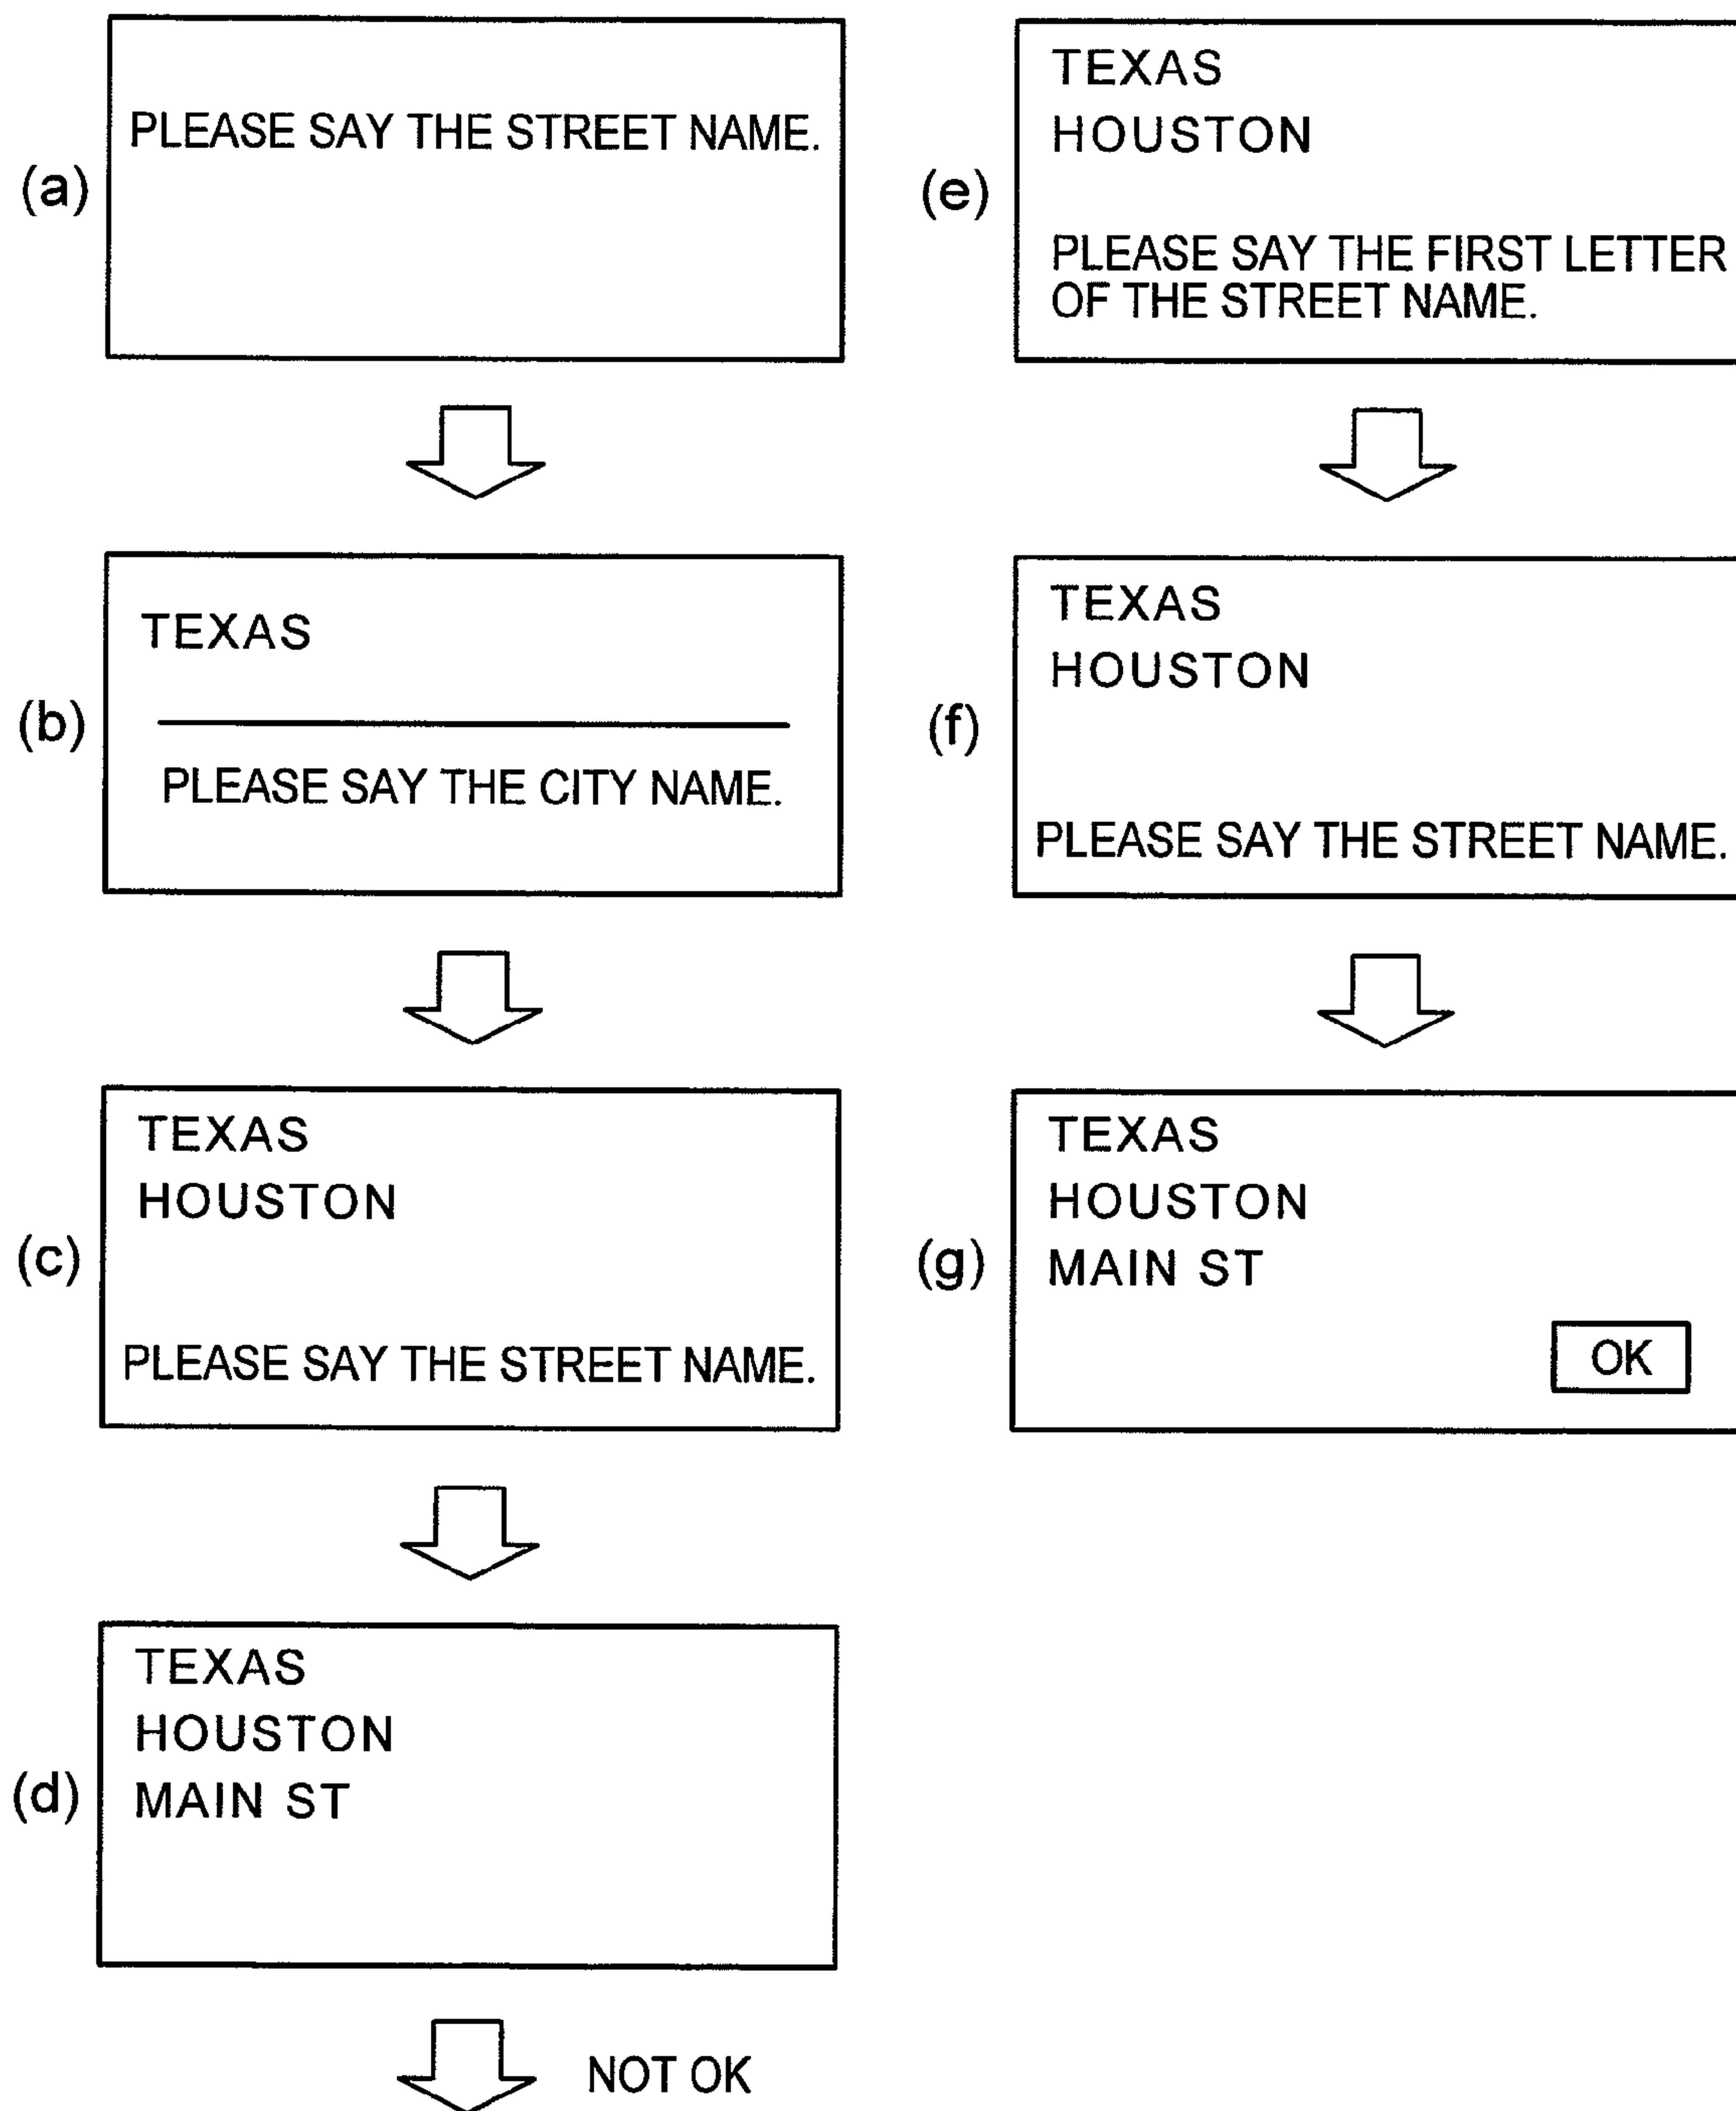 (a)
PLEASE SAY THE STREET NAME.
(b)
TEXAS
PLEASE SAY THE CITY NAME.
(c)
TEXAS
HOUSTON
PLEASE SAY THE STREET NAME.
(d)
TEXAS
HOUSTON
MAIN ST
NOT OK
(e)
TEXAS
HOUSTON
PLEASE SAY THE FIRST LETTER
OF THE STREET NAME.
(f)
TEXAS
HOUSTON
PLEASE SAY THE STREET NAME.
(g)
TEXAS
HOUSTON
MAIN ST
OK